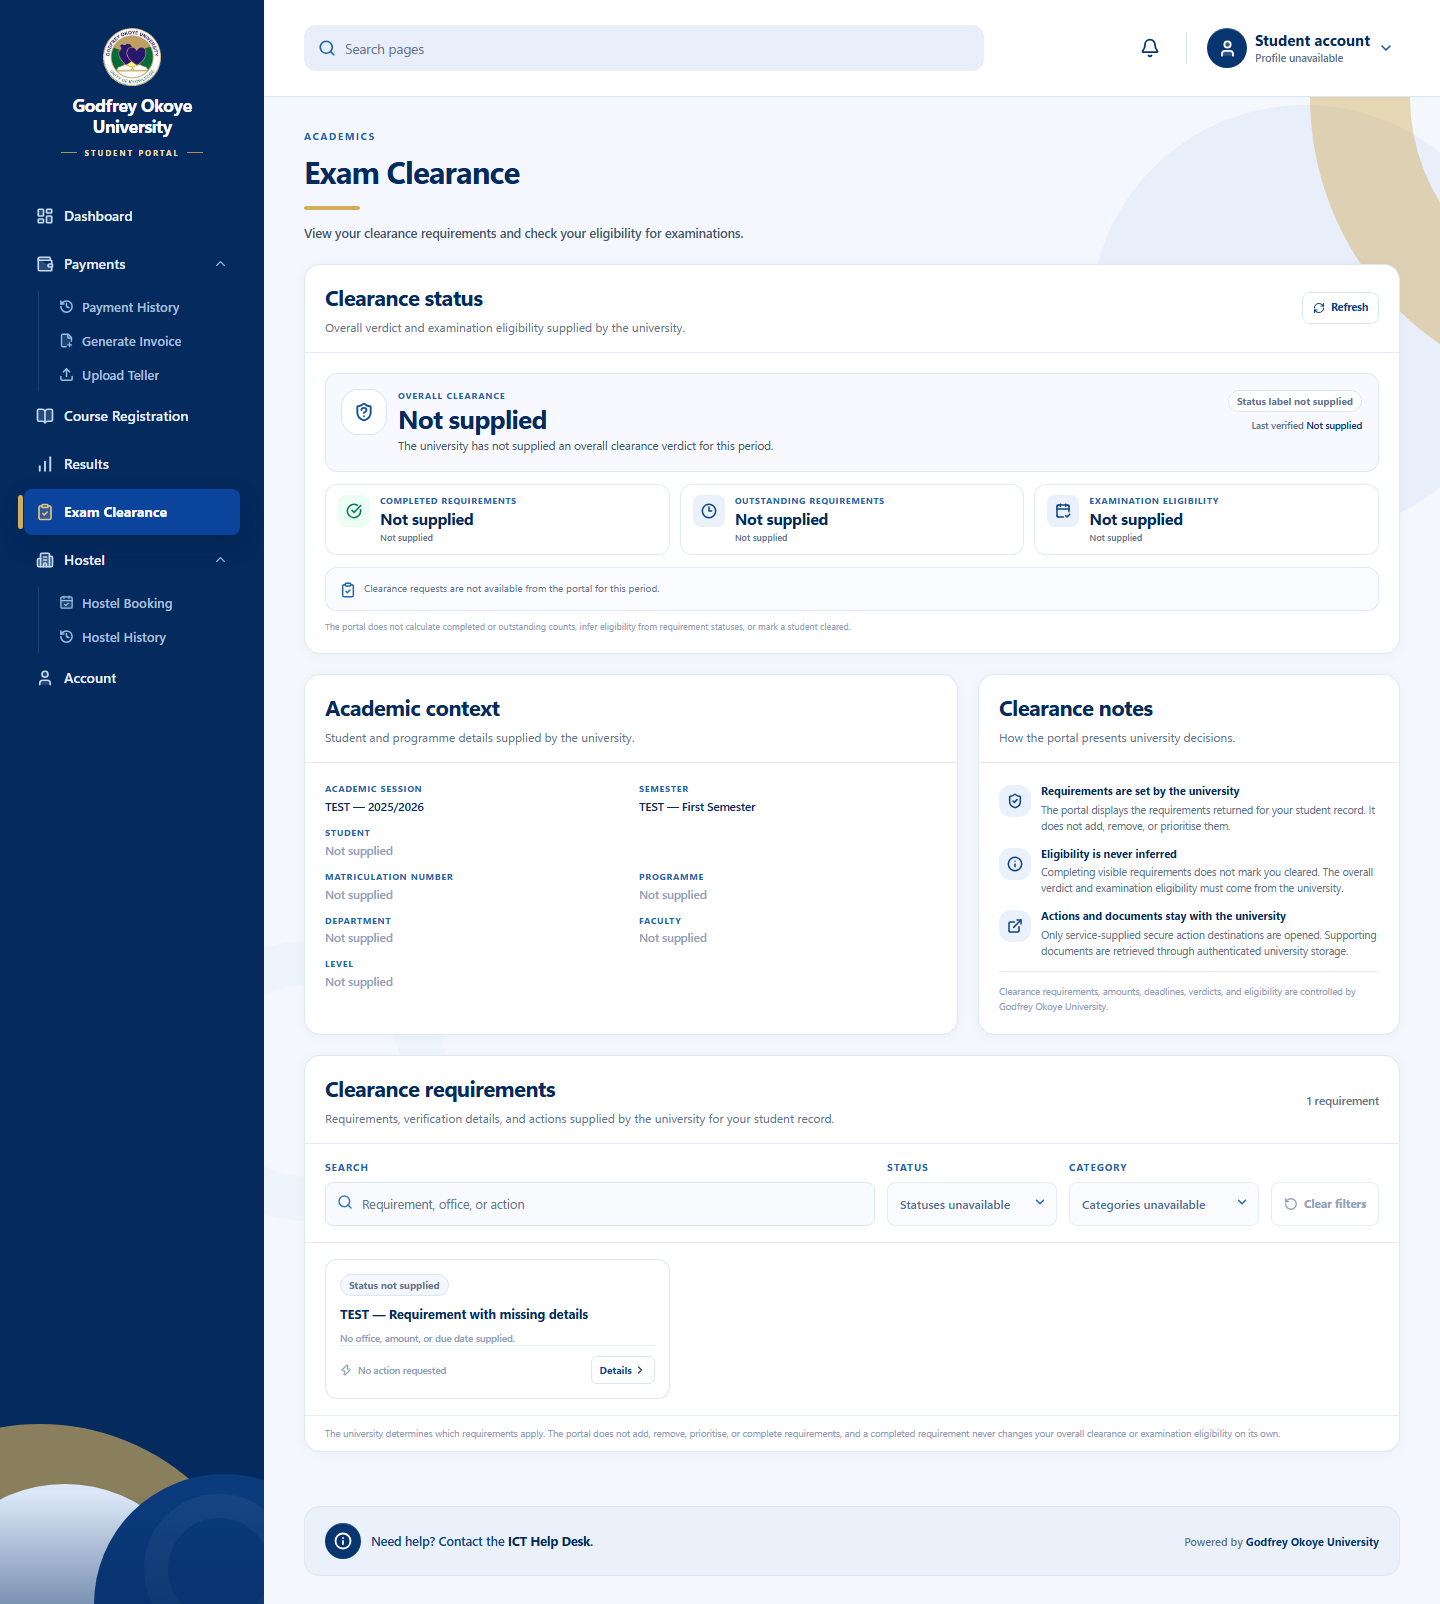 Godfrey Okoye
University
STUDENT PORTAL
Dashboard
Payments
Payment History
Generate Invoice
Upload Teller
Course Registration
Results
Exam Clearance
Hostel
Hostel Booking
Hostel History
Account
Search pages
Student account
Profile unavailable
ACADEMICS
Exam Clearance
View your clearance requirements and check your eligibility for examinations.
Clearance status
Overall verdict and examination eligibility supplied by the university.
Refresh
OVERALL CLEARANCE
Not supplied
The university has not supplied an overall clearance verdict for this period.
Status label not supplied
Last verified Not supplied
COMPLETED REQUIREMENTS
Not supplied
Not supplied
OUTSTANDING REQUIREMENTS
Not supplied
Not supplied
EXAMINATION ELIGIBILITY
Not supplied
Not supplied
Clearance requests are not available from the portal for this period.
The portal does not calculate completed or outstanding counts, infer eligibility from requirement statuses, or mark a student cleared.
Academic context
Student and programme details supplied by the university.
ACADEMIC SESSION
TEST — 2025/2026
SEMESTER
TEST — First Semester
STUDENT
Not supplied
MATRICULATION NUMBER
Not supplied
PROGRAMME
Not supplied
DEPARTMENT
Not supplied
FACULTY
Not supplied
LEVEL
Not supplied
Clearance notes
How the portal presents university decisions.
Requirements are set by the university
The portal displays the requirements returned for your student record. It
does not add, remove, or prioritise them.
Eligibility is never inferred
Completing visible requirements does not mark you cleared. The overall
verdict and examination eligibility must come from the university.
Actions and documents stay with the university
Only service-supplied secure action destinations are opened. Supporting
documents are retrieved through authenticated university storage.
Clearance requirements, amounts, deadlines, verdicts, and eligibility are controlled by
Godfrey Okoye University.
Clearance requirements
Requirements, verification details, and actions supplied by the university for your student record.
1 requirement
SEARCH
Requirement, office, or action
STATUS
Statuses unavailable
CATEGORY
Categories unavailable
Clear filters
Status not supplied
TEST — Requirement with missing details
No office, amount, or due date supplied.
No action requested
Details
The university determines which requirements apply. The portal does not add, remove, prioritise, or complete requirements, and a completed requirement never changes your overall clearance or examination eligibility on its own.
Need help? Contact the ICT Help Desk.
Powered by Godfrey Okoye University